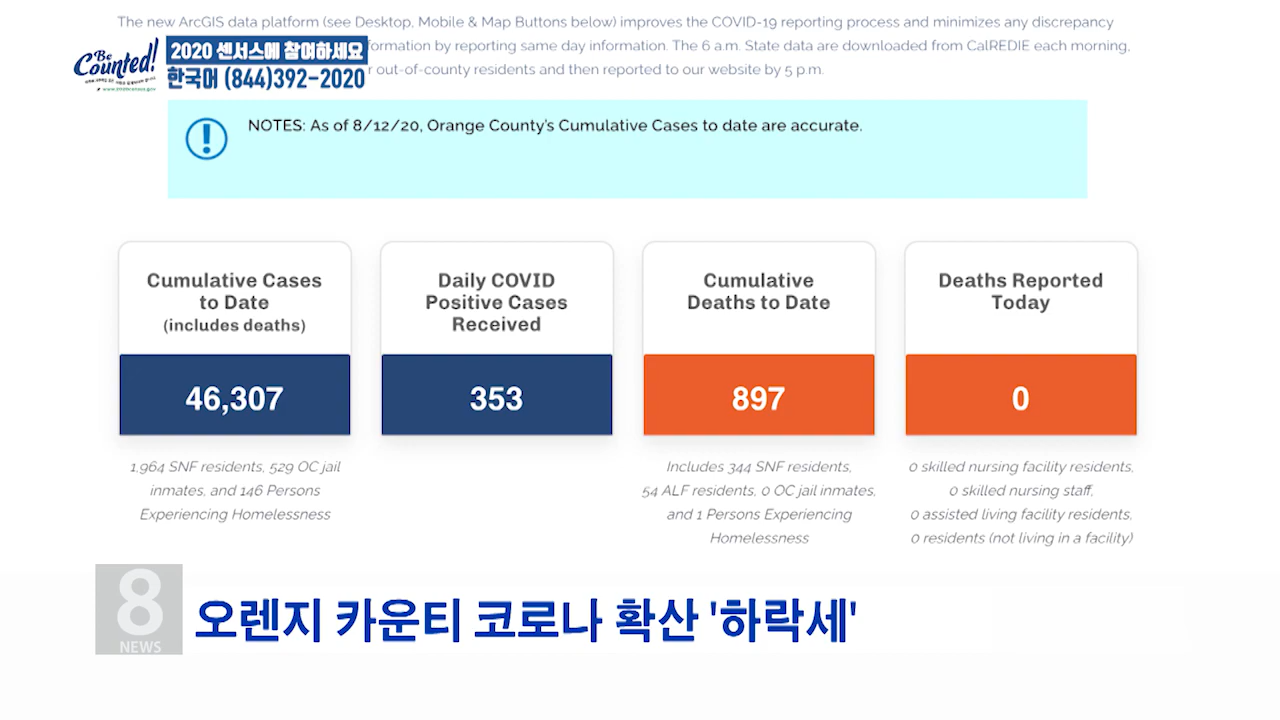 The new ArcGIS data platform (see Desktop, Mobile & Map Buttons below) improves the COVID-19 reporting process and minimizes any discrepancy
formation by reporting same day information. The 6 a.m. State data are downloaded from CalREDIE each morning,
r out-of-county residents and then reported to our website by 5 p.m.
Be
Counted!
www.2020census.gov
2020 센서스에 참여하세요
한국어 (844)392-2020
NOTES: As of 8/12/20, Orange County's Cumulative Cases to date are accurate.
Cumulative Cases
to Date
(includes deaths)
46,307
1,964 SNF residents, 529 OC jail
inmates, and 146 Persons
Experiencing Homelessness
Daily COVID
Positive Cases
Received
353
Cumulative
Deaths to Date
897
Includes 344 SNF residents,
54 ALF residents, 0 OC jail inmates,
and 1 Persons Experiencing
Homelessness
Deaths Reported
Today
0
0 skilled nursing facility residents,
0 skilled nursing staff,
0 assisted living facility residents,
0 residents (not living in a facility)
8
NEWS
오렌지 카운티 코로나 확산 '하락세'